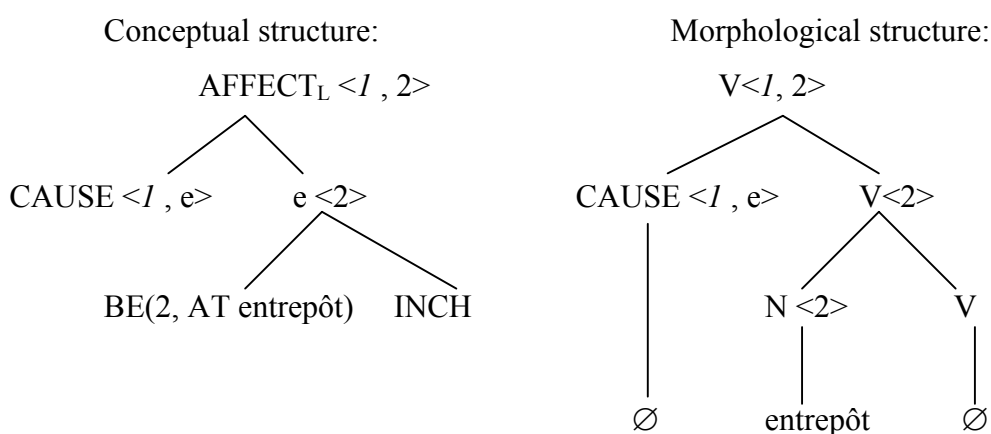 Conceptual structure: Morphological structure:
AFFECTL <1 , 2> V<1, 2>
CAUSE <1 , e> e <2> CAUSE <1 , e> V<2>
BE(2, AT entrepôt) INCH N <2> V
∅ entrepôt ∅